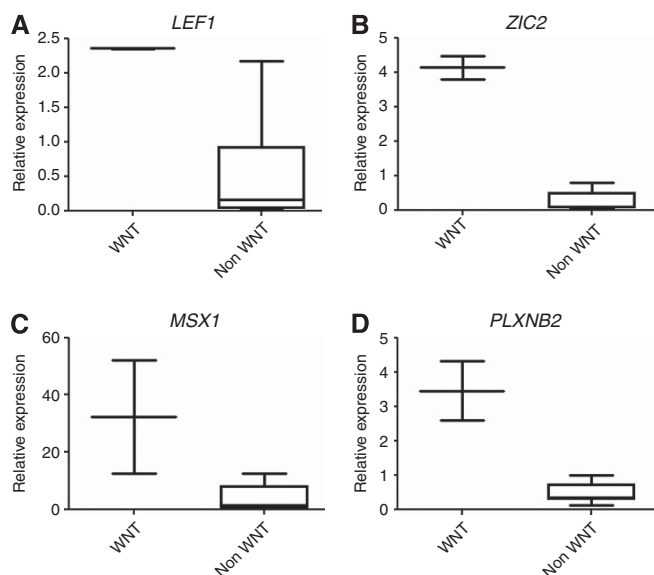 A
LEF1
Relative expression
2.5
2.0
1.5
1.0
0.5
0.0
WNT
Non WNT
B
ZIC2
Relative expression
5
4
3
2
1
0
WNT
Non WNT
C
MSX1
Relative expression
60
40
20
0
WNT
Non WNT
D
PLXNB2
Relative expression
5
4
3
2
1
0
WNT
Non WNT